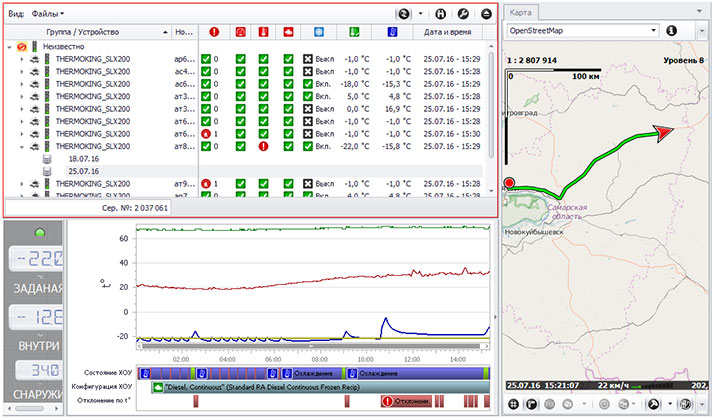 Вид: Файлы
Группа / Устройство Но... Дата и время
Неизвестно
THERMOKING_SLX200 ар6... 0 Выкл -1,0 °C -1,0 °C 25.07.16 - 15:29
THERMOKING_SLX200 ас4... 0 Выкл -1,0 °C -1,0 °C 25.07.16 - 15:28
THERMOKING_SLX200 ас6... 0 Вкл. -18,0 °C -15,3 °C 25.07.16 - 15:29
THERMOKING_SLX200 ат3... 0 Вкл. 5,0 °C 4,8 °C 25.07.16 - 15:28
THERMOKING_SLX200 ат3... 0 Выкл 0,0 °C 16,9 °C 25.07.16 - 15:28
THERMOKING_SLX200 ат6... 0 Выкл -1,0 °C -1,0 °C 25.07.16 - 15:28
THERMOKING_SLX200 ат6... 1 Выкл -1,0 °C -1,0 °C 25.07.16 - 15:30
THERMOKING_SLX200 ат8... 0 Вкл. -22,0 °C -15,8 °C 25.07.16 - 15:29
18.07.16
25.07.16
THERMOKING_SLX200 ат9... 1 Выкл -1,0 °C -1,0 °C 25.07.16 - 15:28
THERMOKING_SLX200
Сер. №: 2 037 061
-22.0
ЗАДАНАЯ
-12.8
ВНУТРИ
34.0
СНАРУЖИ
t°
60
40
20
0
-20
02:00 04:00 06:00 08:00 10:00 12:00 14:00
Состояние ХОУ Охлаждение Охлаждение
Конфигурация ХОУ "Diesel, Continuous" (Standard RA Diesel Continuous Frozen Recip)
Отклонение по t° Отклонени
Карта
OpenStreetMap
1 : 2 807 914 Уровень 8
0 100 км
итровград
Самарская
область
Новокуйбышевск
25.07.16 15:21:07 22 км/ч 202,